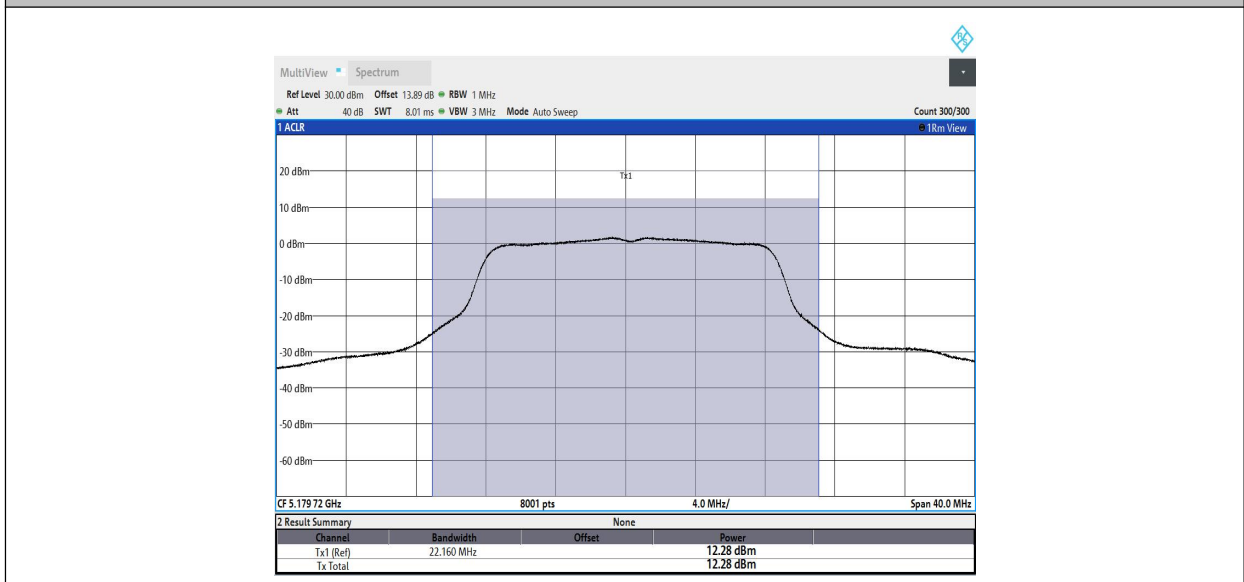 R S
MultiView Spectrum
Ref Level 30.00 dBm Offset 13.89 dB RBW 1 MHz
Att 40 dB SWT 8.01 ms VBW 3 MHz Mode Auto Sweep Count 300/300
1 ACLR 1Rm View
Tx1
20 dBm
10 dBm
0 dBm
-10 dBm
-20 dBm
-30 dBm
-40 dBm
-50 dBm
-60 dBm
CF 5.179 72 GHz 8001 pts 4.0 MHz/ Span 40.0 MHz
2 Result Summary None
Channel Bandwidth Offset Power
Tx1 (Ref) 22.160 MHz 12.28 dBm
Tx Total 12.28 dBm